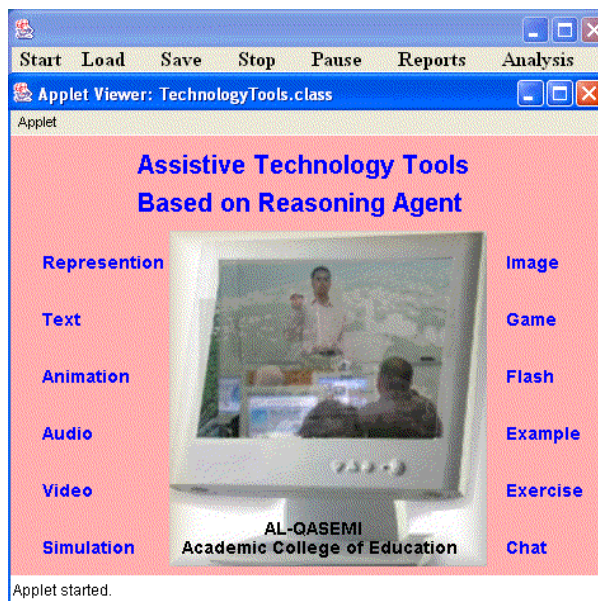 Start Load Save Stop Pause Reports Analysis
Applet Viewer: TechnologyTools.class
Applet
Assistive Technology Tools
Based on Reasoning Agent
Represention Image
Text Game
Animation Flash
Audio Example
Video Exercise
Simulation Chat
AL-QASEMI
Academic College of Education
Applet started.